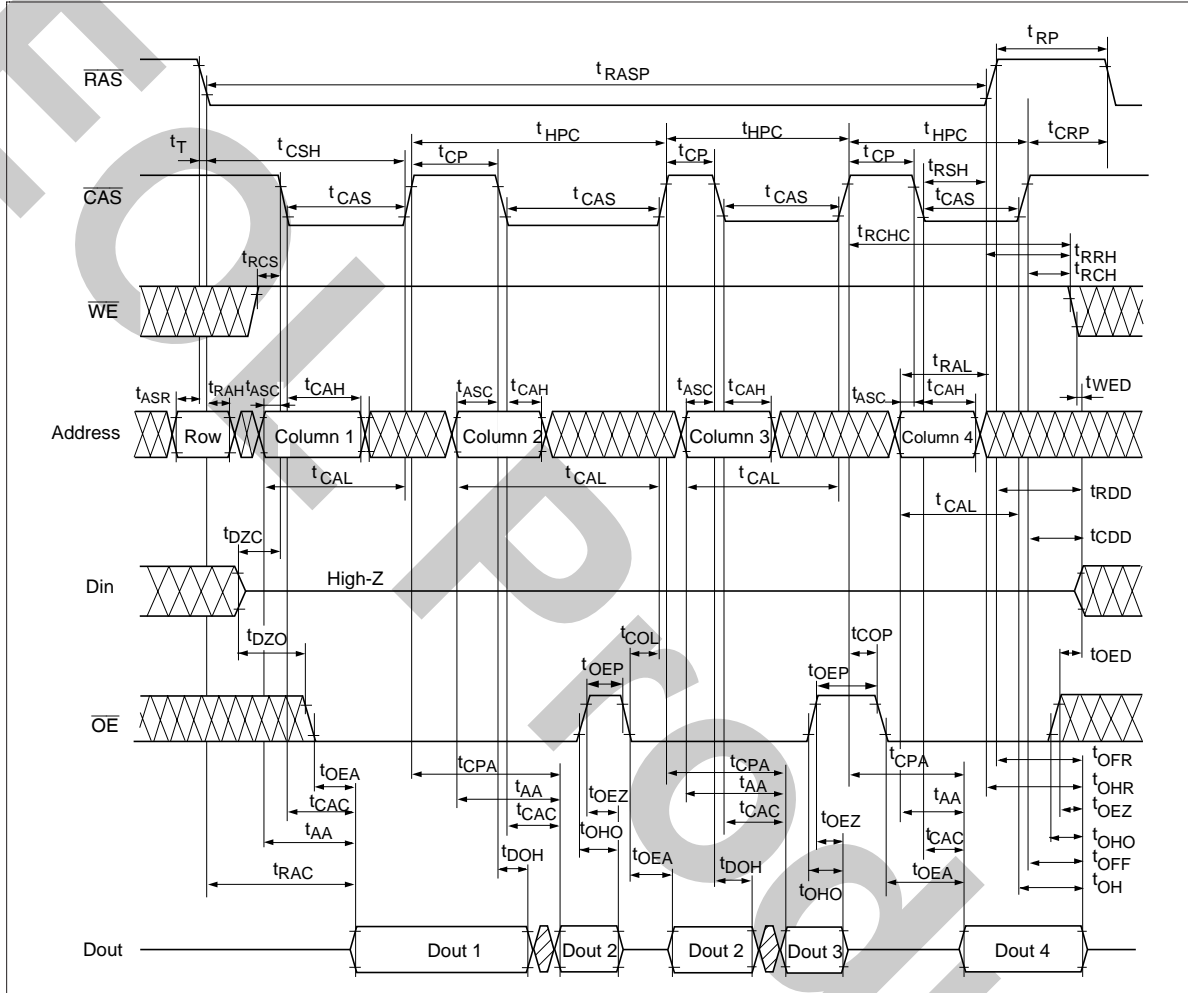 tRP
RAS
tRASP
tT
tCSH
tHPC
tHPC
tHPC
tCRP
tCP
tCP
tCP
tRSH
CAS
tCAS
tCAS
tCAS
tCAS
tRCHC
tRCS
tRRH
tRCH
WE
tASR
tRAH
tASC
tCAH
tASC
tCAH
tASC
tCAH
tRAL
tASC
tCAH
tWED
Address
Row
Column 1
Column 2
Column 3
Column 4
tCAL
tCAL
tCAL
tCAL
tRDD
tCDD
tDZC
Din
High-Z
tDZO
tCOL
tCOP
tOED
tOEP
tOEP
OE
tOEA
tCPA
tCPA
tCPA
tOFR
tCAC
tAA
tOEZ
tAA
tAA
tOHR
tAA
tCAC
tOHO
tCAC
tOEZ
tCAC
tOEZ
tRAC
tDOH
tOEA
tDOH
tOHO
tOEA
tOHO
tOFF
tOH
Dout
Dout 1
Dout 2
Dout 2
Dout 3
Dout 4
EOL Prod